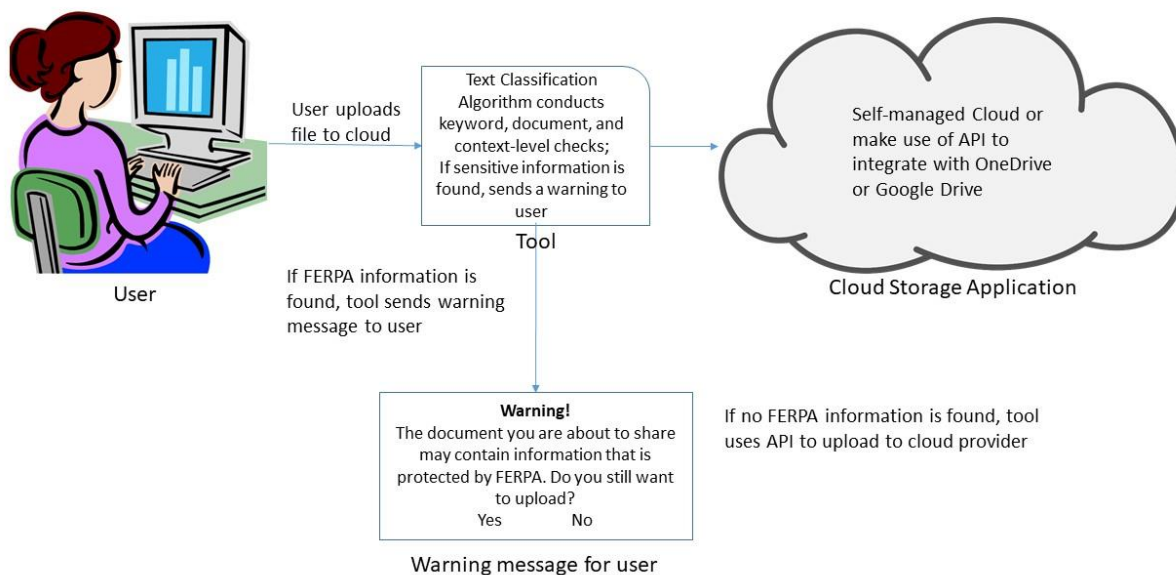 User uploads
file to cloud
Text Classification
Algorithm conducts
keyword, document, and
context-level checks;
If sensitive information is
found, sends a warning to
user
Tool
Self-managed Cloud or
make use of API to
integrate with OneDrive
or Google Drive
Cloud Storage Application
User
If FERPA information is
found, tool sends warning
message to user
Warning!
The document you are about to share
may contain information that is
protected by FERPA. Do you still want
to upload?
Yes No
Warning message for user
If no FERPA information is found, tool
uses API to upload to cloud provider